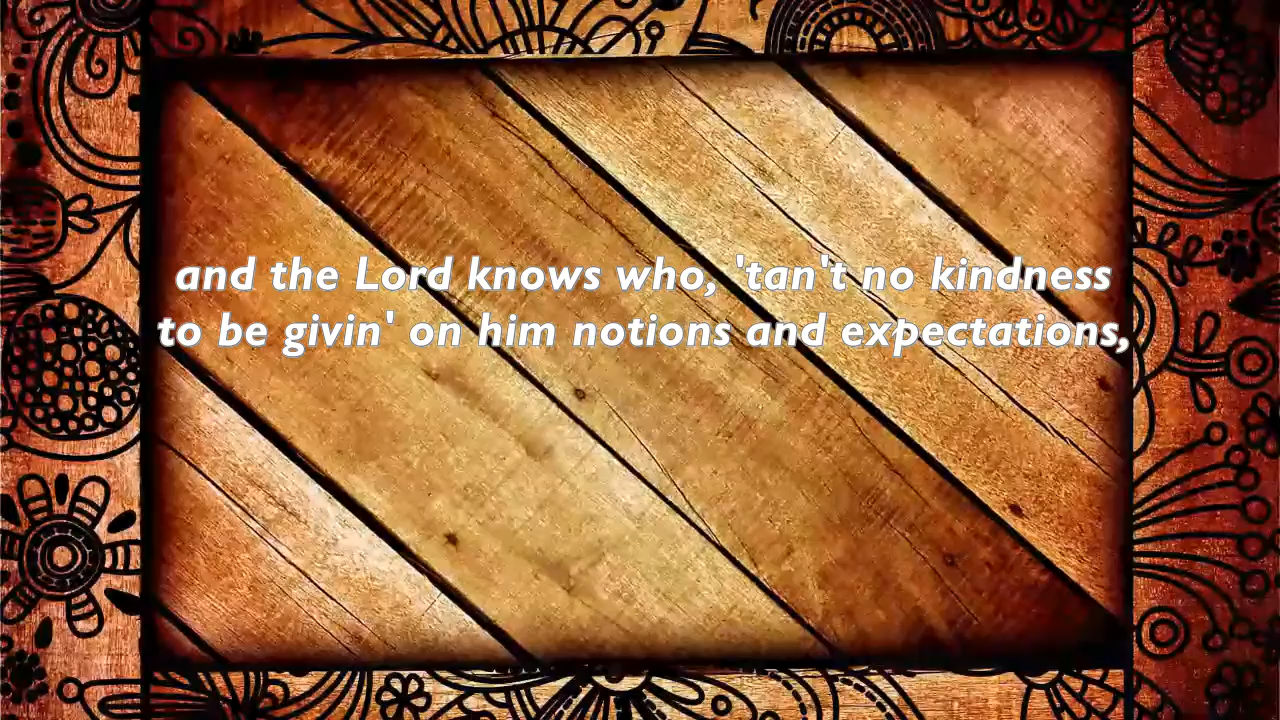 and the Lord knows who, 'tan't no kindness
to be givin' on him notions and expectations,